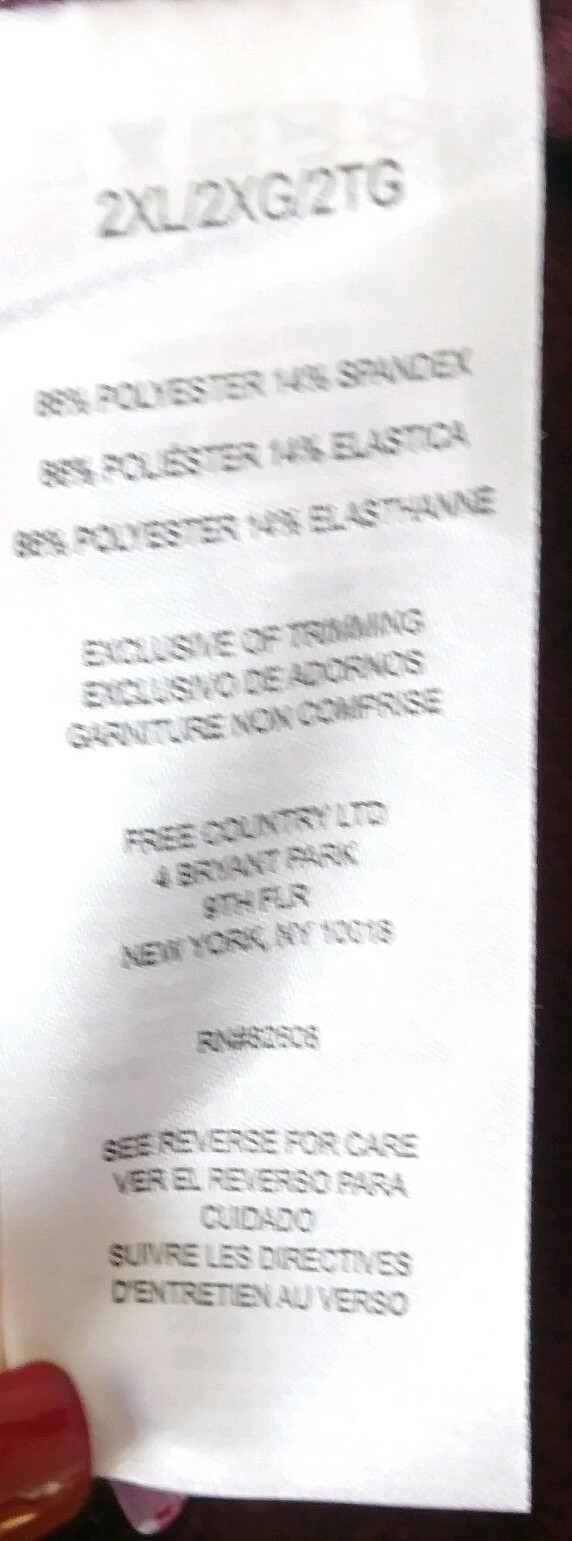 2XL/2XG/2TG
86% POLYESTER 14% SPANDEX
86% POLIÉSTER 14% ELASTICA
86% POLYESTER 14% ELASTHANNE
EXCLUSIVE OF TRIMMING
EXCLUSIVO DE ADORNOS
GARNITURE NON COMPRISE
FREE COUNTRY LTD
4 BRYANT PARK
9TH FLR
NEW YORK, NY 10018
SEE REVERSE FOR CARE
VER EL REVERSO PARA
CUIDADO
SUIVRE LES DIRECTIVES
D'ENTRETIEN AU VERSO